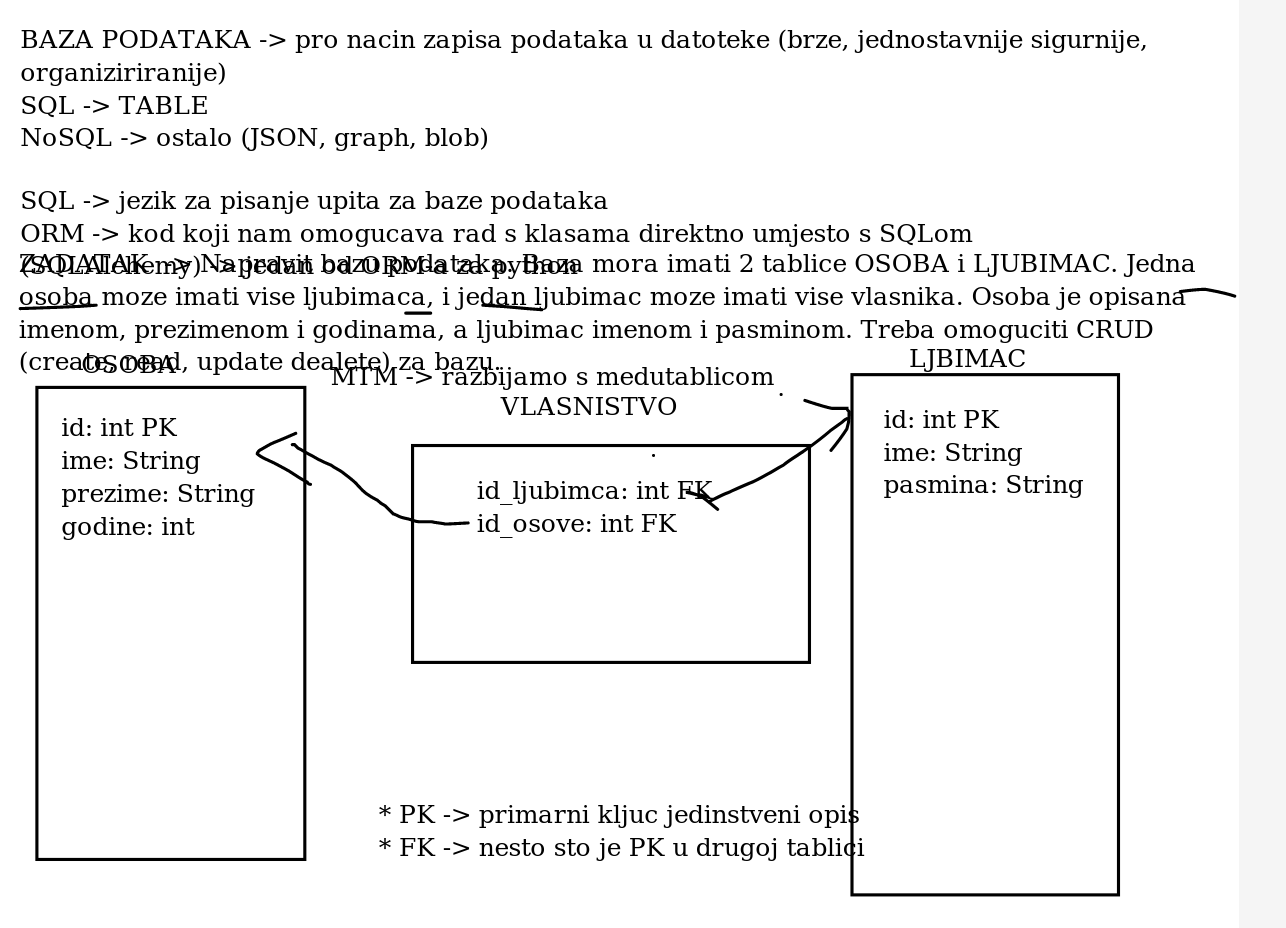 BAZA PODATAKA -> pro nacin zapisa podataka u datoteke (brze, jednostavnije sigurnije,
organiziriranije)
SQL -> TABLE
NoSQL -> ostalo (JSON, graph, blob)
SQL -> jezik za pisanje upita za baze podataka
ORM -> kod koji nam omogucava rad s klasama direktno umjesto s SQLom
(SQLAlchemy) -> jedan od ORM-a za python
ZADATAK -> Napravit bazu podataka. Baza mora imati 2 tablice OSOBA i LJUBIMAC. Jedna
osoba moze imati vise ljubimaca, i jedan ljubimac moze imati vise vlasnika. Osoba je opisana
imenom, prezimenom i godinama, a ljubimac imenom i pasminom. Treba omoguciti CRUD
(create, read, update dealete) za bazu.
OSOBA
id: int PK
ime: String
prezime: String
godine: int
MTM -> razbijamo s medutablicom
VLASNISTVO
id_ljubimca: int FK
id_osove: int FK
LJBIMAC
id: int PK
ime: String
pasmina: String
* PK -> primarni kljuc jedinstveni opis
* FK -> nesto sto je PK u drugoj tablici